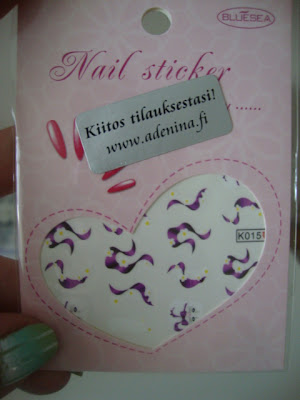 BLUESEA
Nail sticker
Kiitos tilauksestasi!
www.adenina.fi
K015